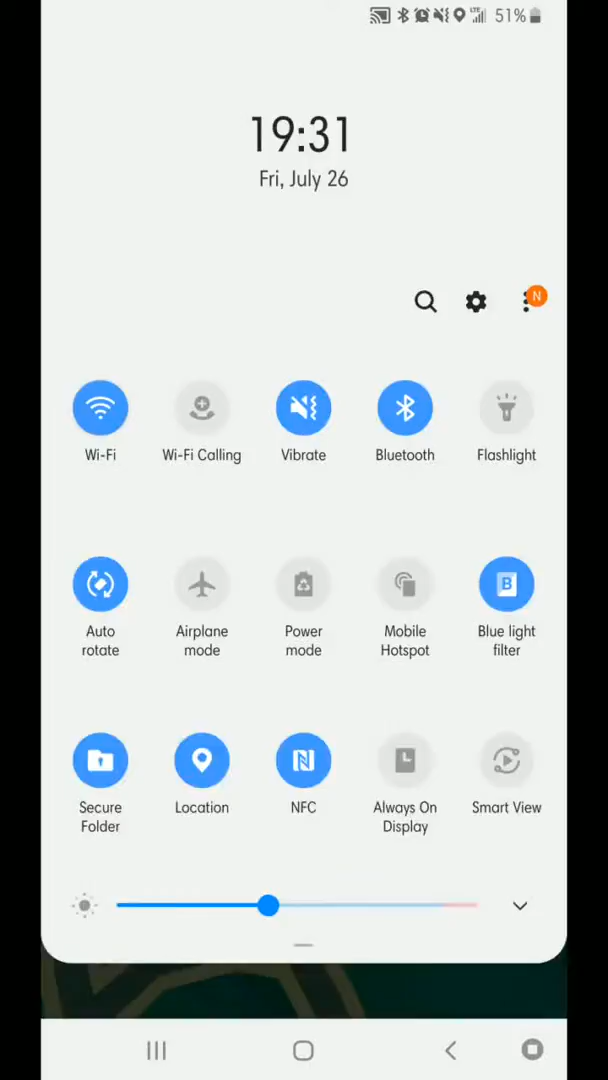 LTE 51%
19:31
Fri, July 26
N
Wi-Fi
Wi-Fi Calling
Vibrate
Bluetooth
Flashlight
B
Auto
rotate
Airplane
mode
Power
mode
Mobile
Hotspot
Blue light
filter
Secure
Folder
Location
NFC
Always On
Display
Smart View